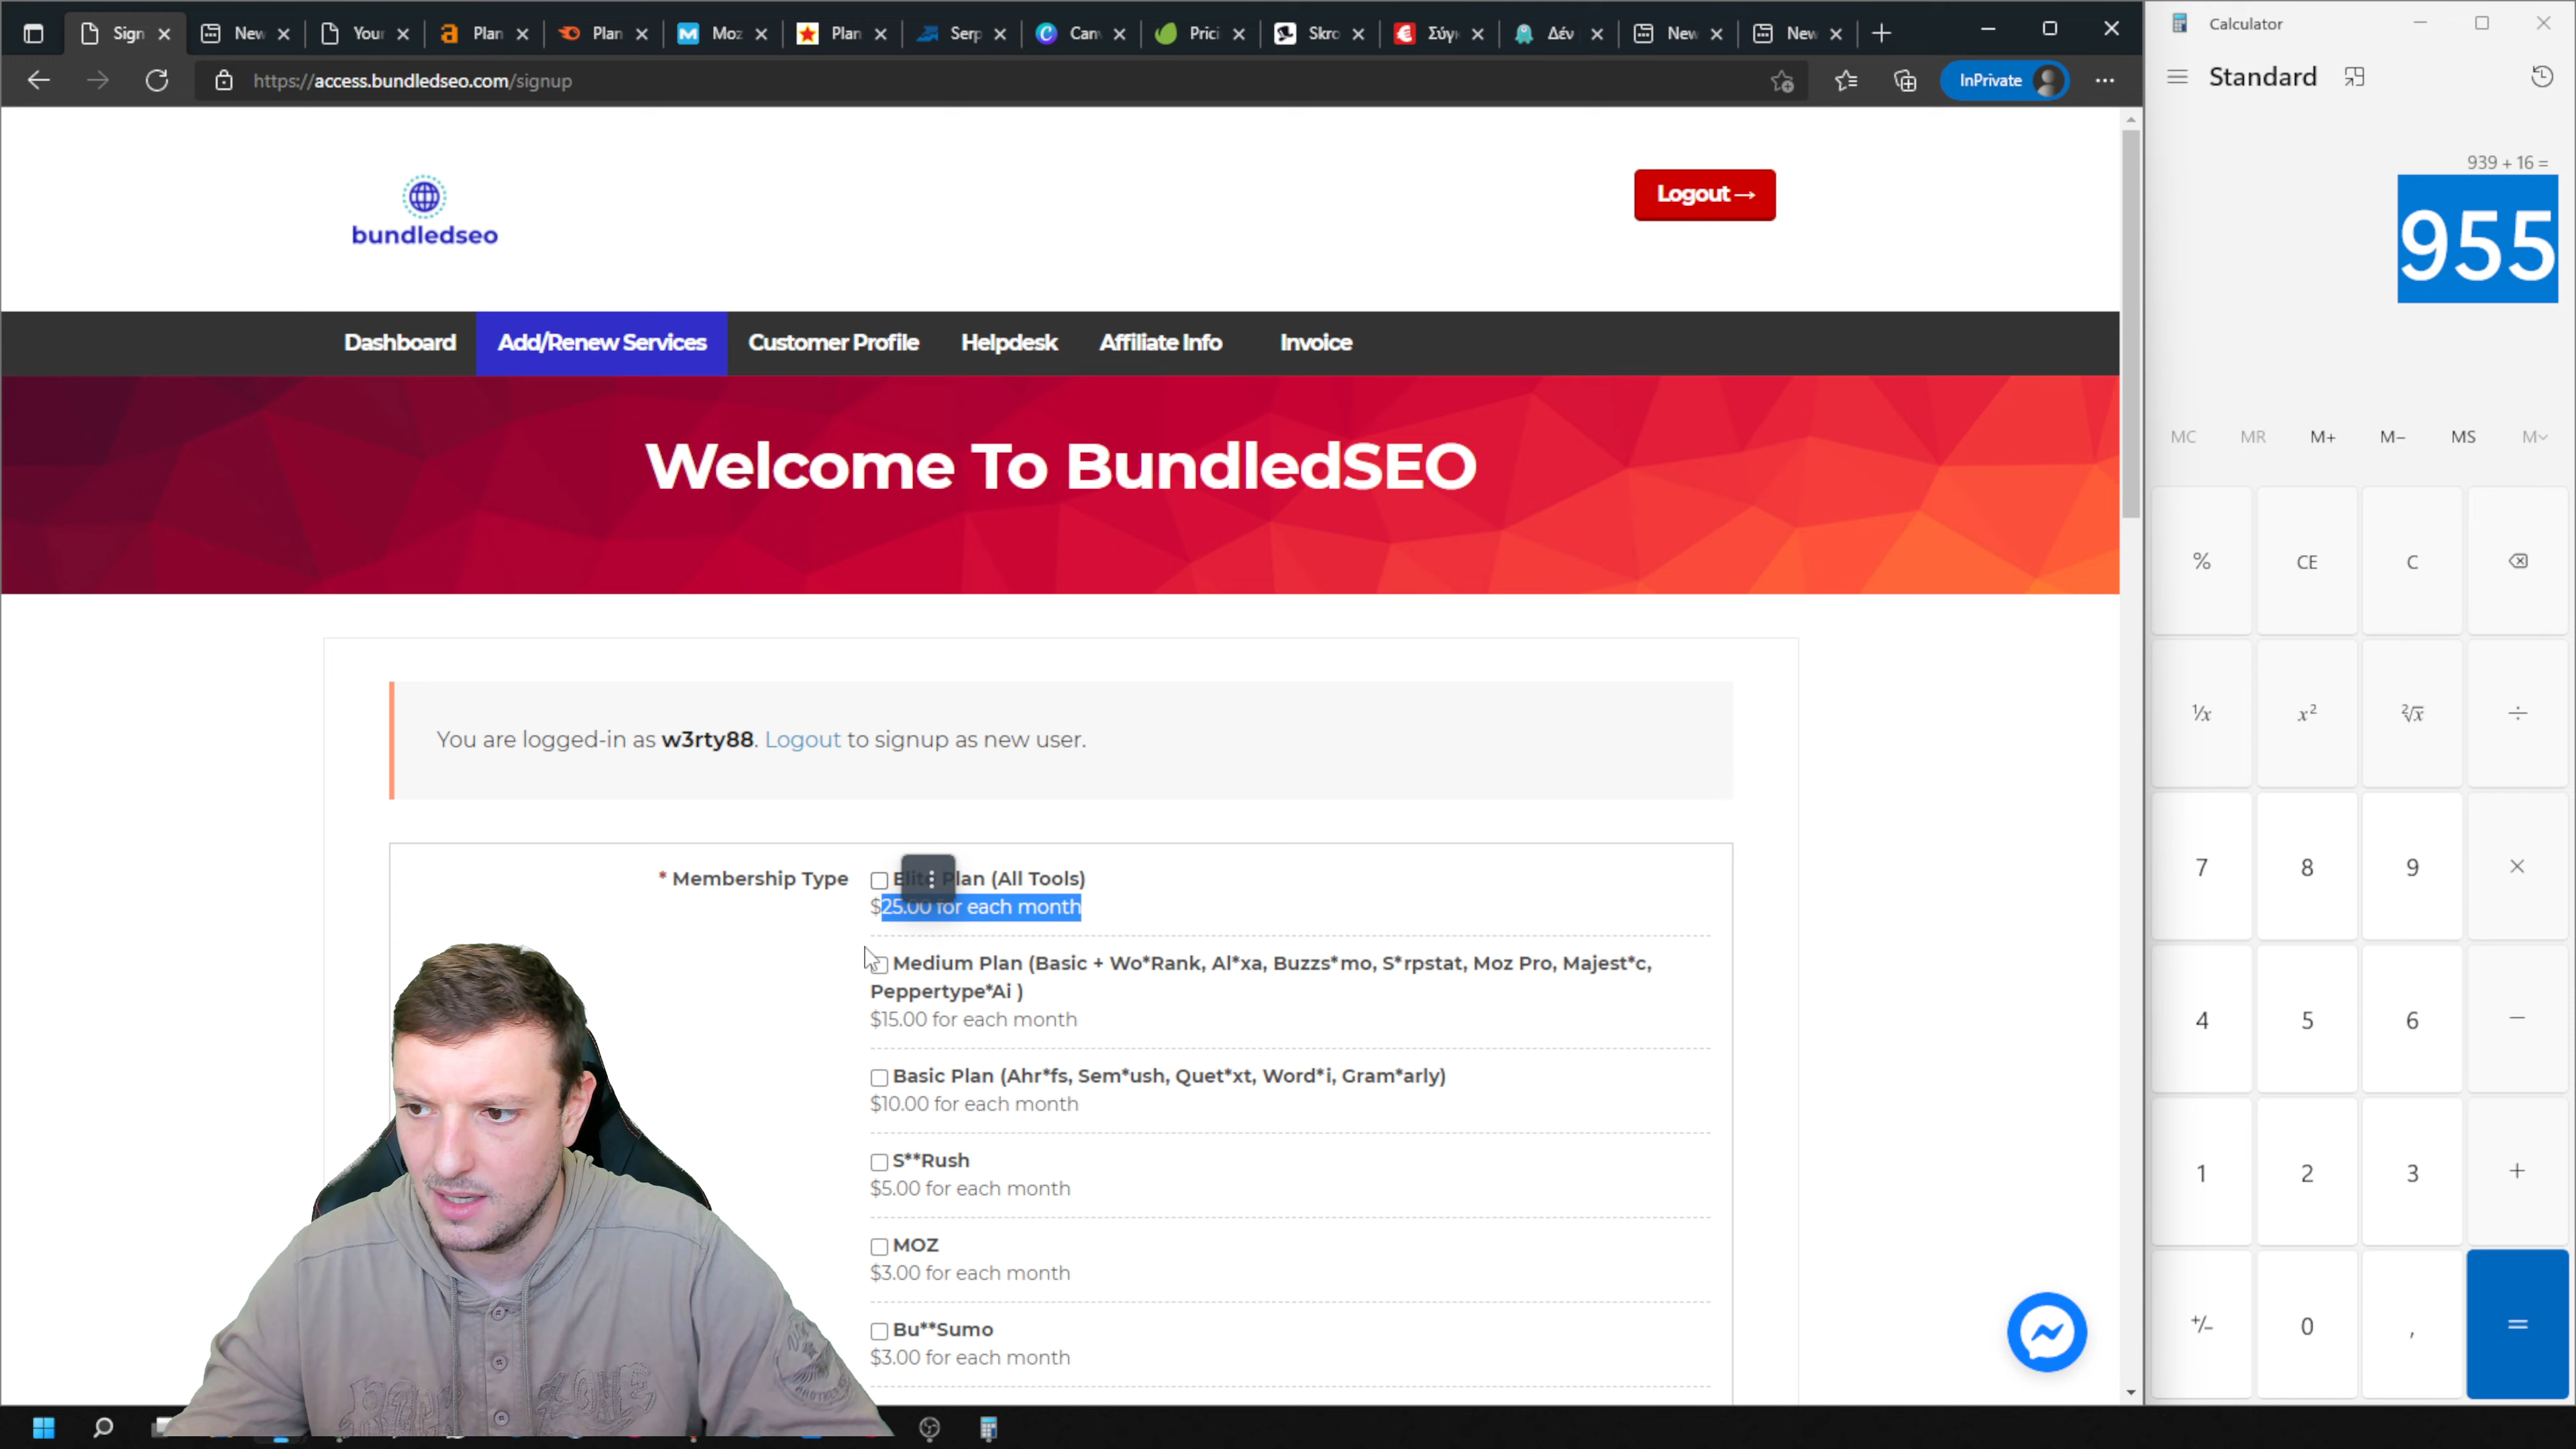 Sign
New
Your
Plan
Plan
Moz
Plan
Serp
Can
Prici
Skro
Σύγκ
Δέν
New
New
https://access.bundledseo.com/signup
InPrivate
bundledseo
Logout →
Dashboard
Add/Renew Services
Customer Profile
Helpdesk
Affiliate Info
Invoice
Welcome To BundledSEO
You are logged-in as w3rty88. Logout to signup as new user.
* Membership Type
Elite Plan (All Tools)
$25.00 for each month
Medium Plan (Basic + Wo*Rank, Al*xa, Buzzs*mo, S*rpstat, Moz Pro, Majest*c,
Peppertype*Ai )
$15.00 for each month
Basic Plan (Ahr*fs, Sem*ush, Quet*xt, Word*i, Gram*arly)
$10.00 for each month
S**Rush
$5.00 for each month
MOZ
$3.00 for each month
Bu**Sumo
$3.00 for each month
Calculator
Standard
939 + 16 =
955
MC MR M+ M− MS M˅
% CE C
¹/x x² ²√x ÷
7 8 9 ×
4 5 6 −
1 2 3 +
+/− 0 , =